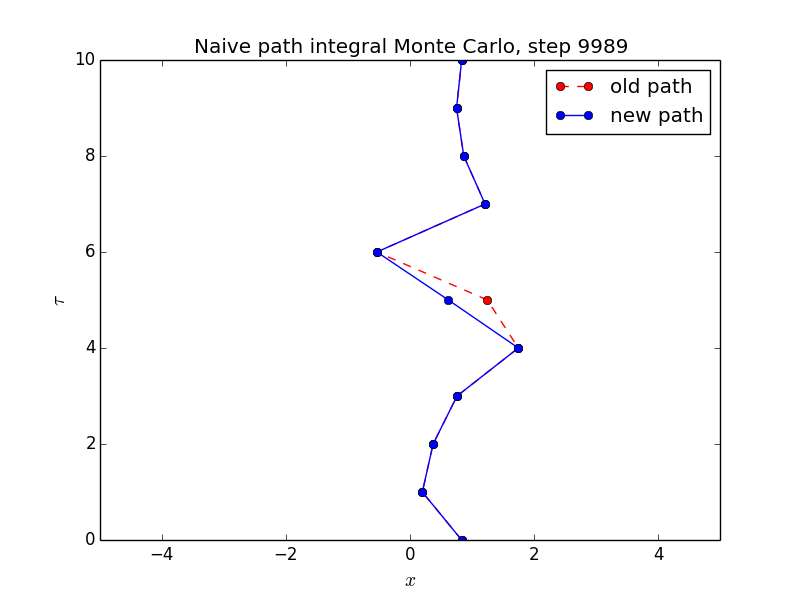 Naive path integral Monte Carlo, step 9989
old path
new path
10
8
6
4
2
0
τ
−4 −2 0 2 4
x